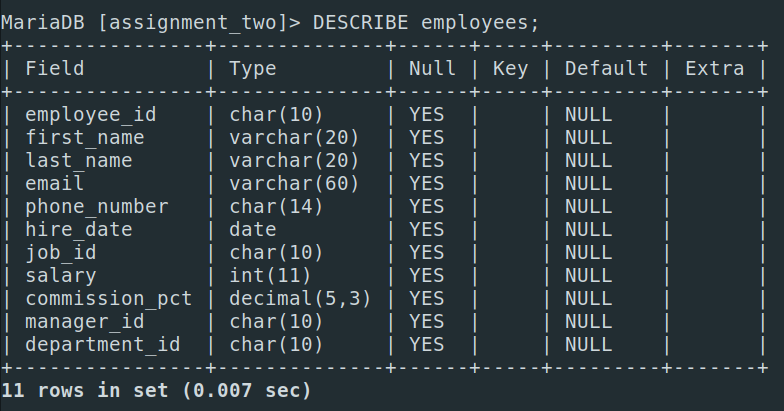 MariaDB [assignment_two]> DESCRIBE employees;
+-----------------+--------------+------+-----+---------+-------+
| Field           | Type         | Null | Key | Default | Extra |
+-----------------+--------------+------+-----+---------+-------+
| employee_id     | char(10)     | YES  |     | NULL    |       |
| first_name      | varchar(20)  | YES  |     | NULL    |       |
| last_name       | varchar(20)  | YES  |     | NULL    |       |
| email           | varchar(60)  | YES  |     | NULL    |       |
| phone_number    | char(14)     | YES  |     | NULL    |       |
| hire_date       | date         | YES  |     | NULL    |       |
| job_id          | char(10)     | YES  |     | NULL    |       |
| salary          | int(11)      | YES  |     | NULL    |       |
| commission_pct  | decimal(5,3) | YES  |     | NULL    |       |
| manager_id      | char(10)     | YES  |     | NULL    |       |
| department_id   | char(10)     | YES  |     | NULL    |       |
+-----------------+--------------+------+-----+---------+-------+
11 rows in set (0.007 sec)